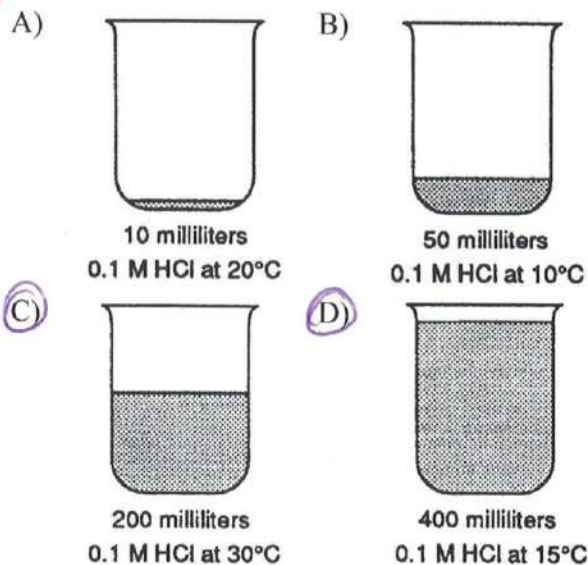 A)
10 milliliters
0.1 M HCl at 20°C
B)
50 milliliters
0.1 M HCl at 10°C
C)
200 milliliters
0.1 M HCl at 30°C
D)
400 milliliters
0.1 M HCl at 15°C